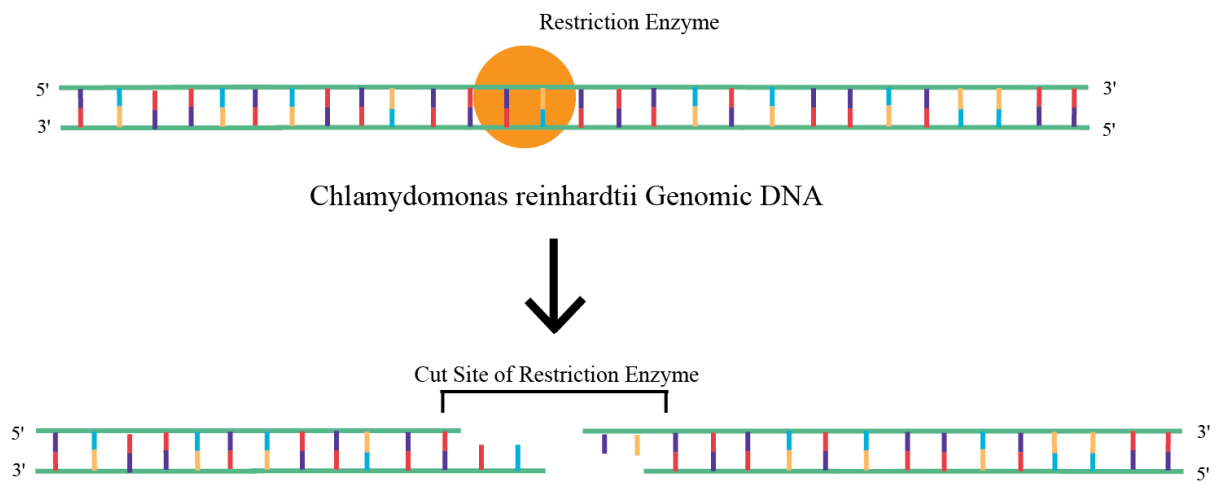 Restriction Enzyme
5' 3'
3' 5'
Chlamydomonas reinhardtii Genomic DNA
Cut Site of Restriction Enzyme
5' 3'
3' 5'